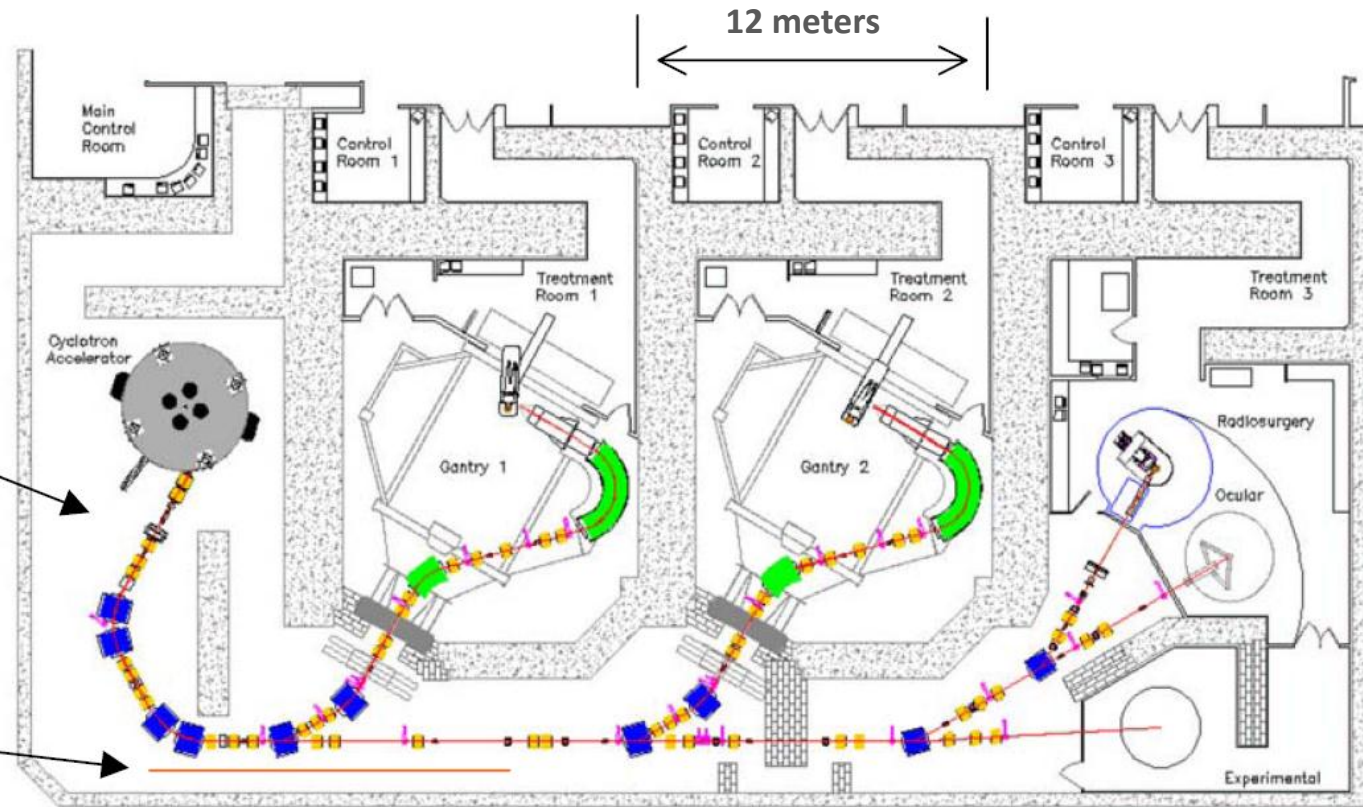 12 meters
Main
Control
Room
Control
Room 1
Control
Room 2
Control
Room 3
Treatment
Room 1
Treatment
Room 2
Treatment
Room 3
Cyclotron
Accelerator
Gantry 1
Gantry 2
Radiosurgery
Ocular
Experimental